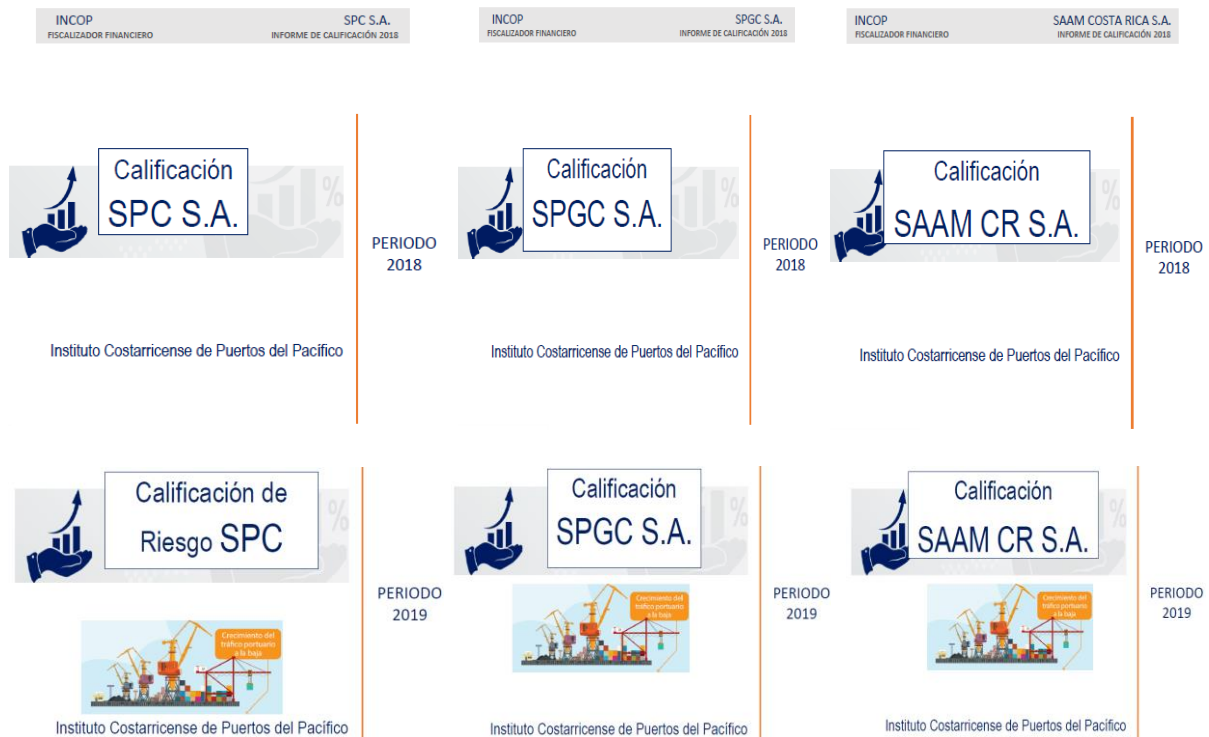 INCOP SPC S.A.
FISCALIZADOR FINANCIERO INFORME DE CALIFICACIÓN 2018
Calificación
SPC S.A.
%
PERIODO
2018
Instituto Costarricense de Puertos del Pacífico
INCOP SPGC S.A.
FISCALIZADOR FINANCIERO INFORME DE CALIFICACIÓN 2018
Calificación
SPGC S.A.
%
PERIODO
2018
Instituto Costarricense de Puertos del Pacífico
INCOP SAAM COSTA RICA S.A.
FISCALIZADOR FINANCIERO INFORME DE CALIFICACIÓN 2018
Calificación
SAAM CR S.A.
%
PERIODO
2018
Instituto Costarricense de Puertos del Pacífico
Calificación de
Riesgo SPC
%
PERIODO
2019
Crecimiento del
tráfico portuario
a la baja
Instituto Costarricense de Puertos del Pacífico
Calificación
SPGC S.A.
%
PERIODO
2019
Crecimiento del
tráfico portuario
a la baja
Instituto Costarricense de Puertos del Pacífico
Calificación
SAAM CR S.A.
%
PERIODO
2019
Crecimiento del
tráfico portuario
a la baja
Instituto Costarricense de Puertos del Pacífico